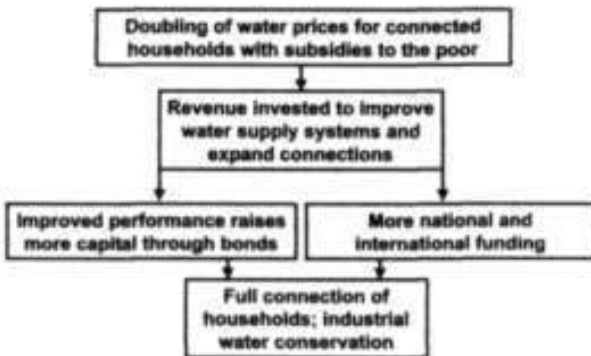 Doubling of water prices for connected
households with subsidies to the poor
Revenue invested to improve
water supply systems and
expand connections
Improved performance raises
more capital through bonds
More national and
international funding
Full connection of
households; industrial
water conservation